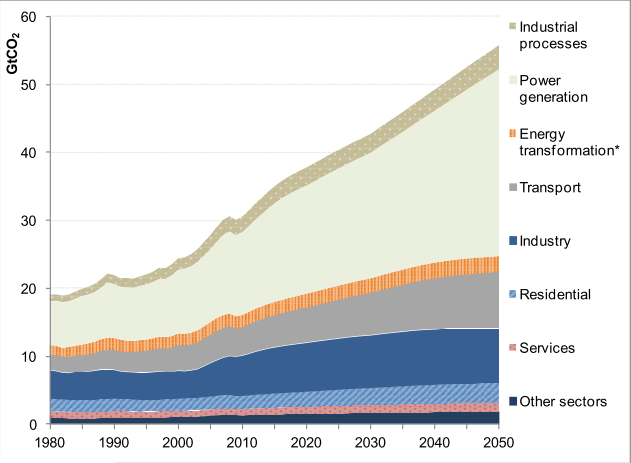 60
50
40
30
20
10
0
GtCO2
1980 1990 2000 2010 2020 2030 2040 2050
Industrial
processes
Power
generation
Energy
transformation*
Transport
Industry
Residential
Services
Other sectors